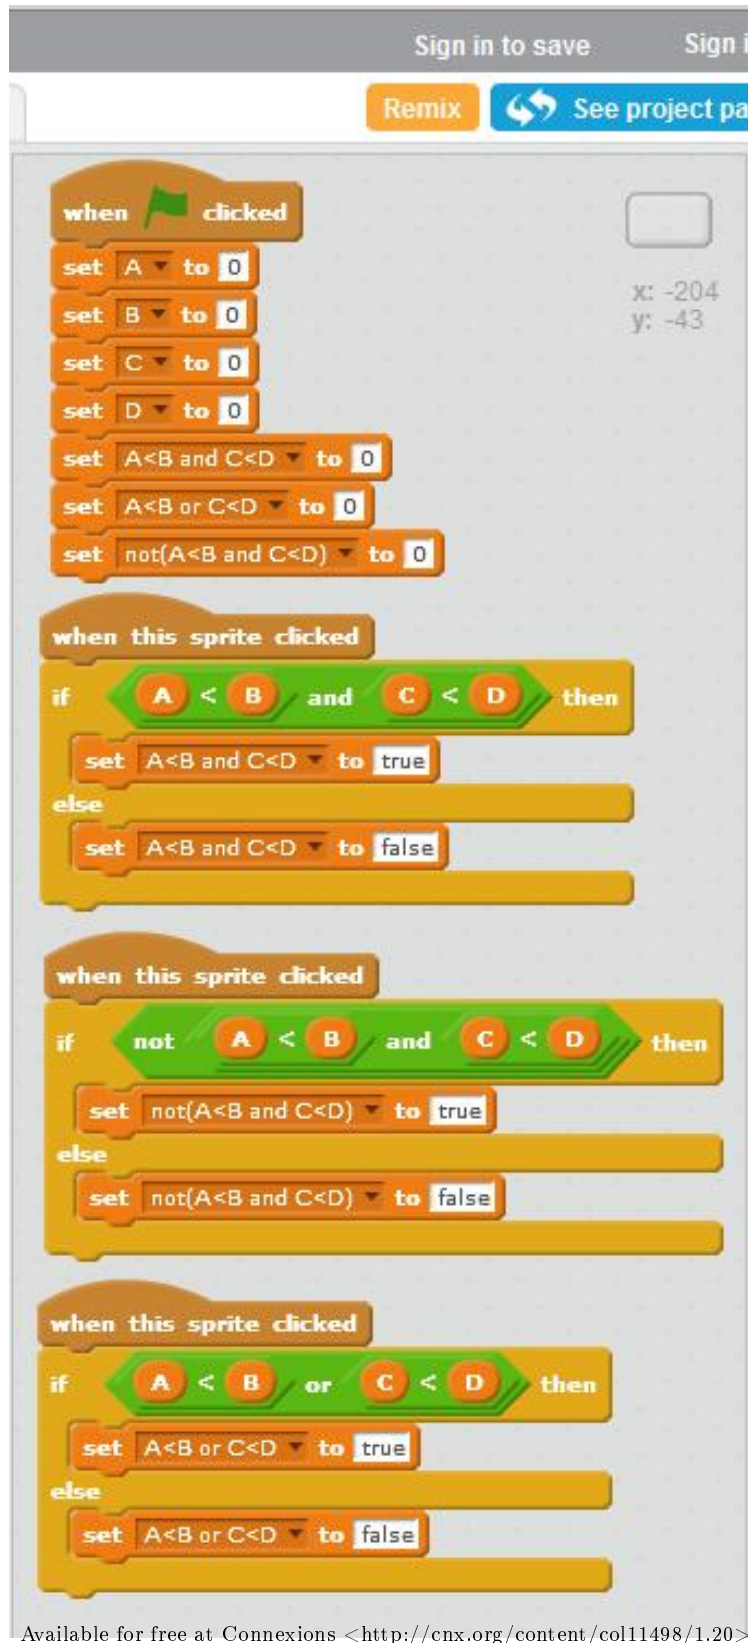 Sign in to save Sign i
Remix See project pa
when clicked
set A to 0
x: -204
set B to 0
y: -43
set C to 0
set D to 0
set A<B and C<D to 0
set A<B or C<D to 0
set not(A<B and C<D) to 0
when this sprite clicked
if A < B and C < D then
set A<B and C<D to true
else
set A<B and C<D to false
when this sprite clicked
if not A < B and C < D then
set not(A<B and C<D) to true
else
set not(A<B and C<D) to false
when this sprite clicked
if A < B or C < D then
set A<B or C<D to true
else
set A<B or C<D to false
Available for free at Connexions <http://cnx.org/content/col11498/1.20>